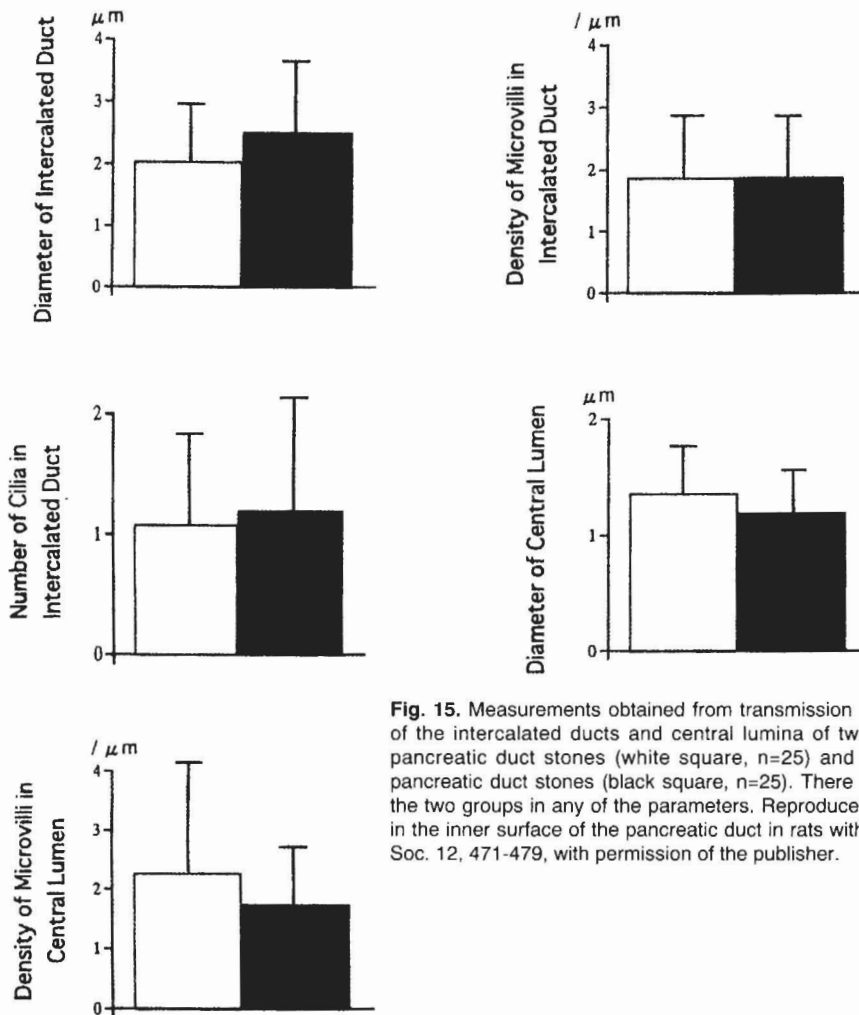 μm
4
3
2
1
0
Diameter of Intercalated Duct
/ μm
4
3
2
1
0
Density of Microvilli in
Intercalated Duct
2
1
0
Number of Cilia in
Intercalated Duct
μm
2
1
0
Diameter of Central Lumen
Fig. 15. Measurements obtained from transmission
of the intercalated ducts and central lumina of tw
pancreatic duct stones (white square, n=25) and
pancreatic duct stones (black square, n=25). There
the two groups in any of the parameters. Reproduce
in the inner surface of the pancreatic duct in rats with
Soc. 12, 471-479, with permission of the publisher.
/ μm
4
3
2
1
0
Density of Microvilli in
Central Lumen